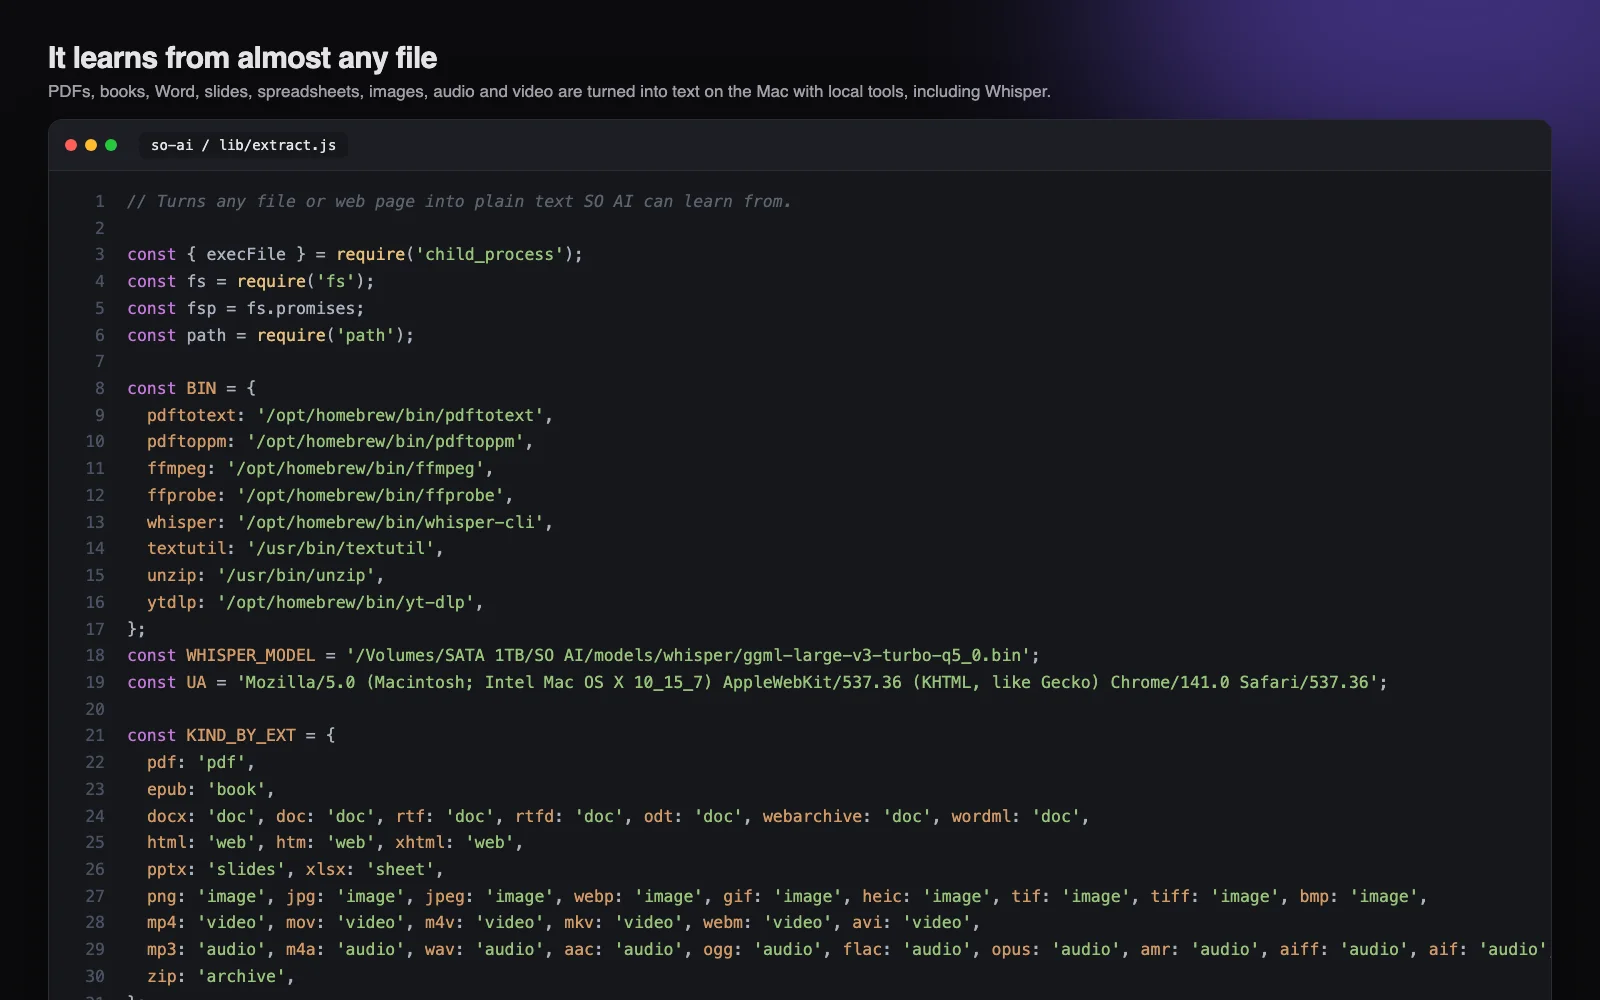 It learns from almost any file
PDFs, books, Word, slides, spreadsheets, images, audio and video are turned into text on the Mac with local tools, including Whisper.
so-ai / lib/extract.js
1 // Turns any file or web page into plain text SO AI can learn from.
2
3 const { execFile } = require('child_process');
4 const fs = require('fs');
5 const fsp = fs.promises;
6 const path = require('path');
7
8 const BIN = {
9 pdftotext: '/opt/homebrew/bin/pdftotext',
10 pdftoppm: '/opt/homebrew/bin/pdftoppm',
11 ffmpeg: '/opt/homebrew/bin/ffmpeg',
12 ffprobe: '/opt/homebrew/bin/ffprobe',
13 whisper: '/opt/homebrew/bin/whisper-cli',
14 textutil: '/usr/bin/textutil',
15 unzip: '/usr/bin/unzip',
16 ytdlp: '/opt/homebrew/bin/yt-dlp',
17 };
18 const WHISPER_MODEL = '/Volumes/SATA 1TB/SO AI/models/whisper/ggml-large-v3-turbo-q5_0.bin';
19 const UA = 'Mozilla/5.0 (Macintosh; Intel Mac OS X 10_15_7) AppleWebKit/537.36 (KHTML, like Gecko) Chrome/141.0 Safari/537.36';
20
21 const KIND_BY_EXT = {
22 pdf: 'pdf',
23 epub: 'book',
24 docx: 'doc', doc: 'doc', rtf: 'doc', rtfd: 'doc', odt: 'doc', webarchive: 'doc', wordml: 'doc',
25 html: 'web', htm: 'web', xhtml: 'web',
26 pptx: 'slides', xlsx: 'sheet',
27 png: 'image', jpg: 'image', jpeg: 'image', webp: 'image', gif: 'image', heic: 'image', tif: 'image', tiff: 'image', bmp: 'image',
28 mp4: 'video', mov: 'video', m4v: 'video', mkv: 'video', webm: 'video', avi: 'video',
29 mp3: 'audio', m4a: 'audio', wav: 'audio', aac: 'audio', ogg: 'audio', flac: 'audio', opus: 'audio', amr: 'audio', aiff: 'audio', aif: 'audio'
30 zip: 'archive',